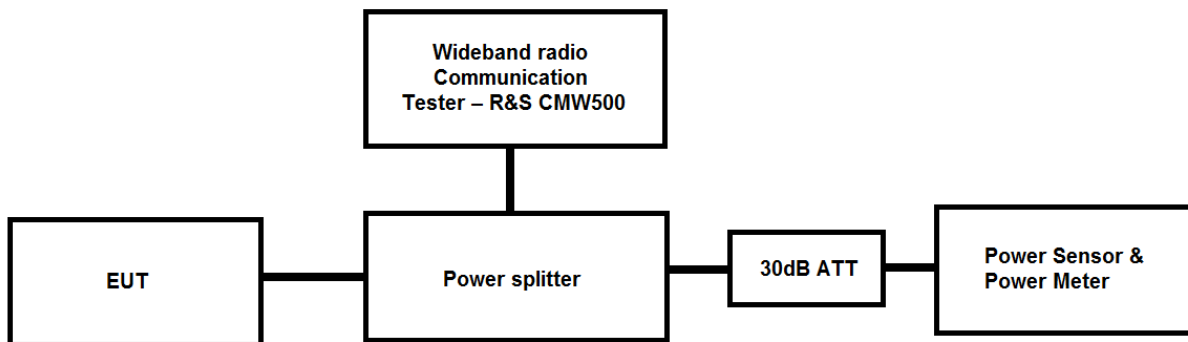 Wideband radio
Communication
Tester – R&S CMW500
EUT
Power splitter
30dB ATT
Power Sensor &
Power Meter